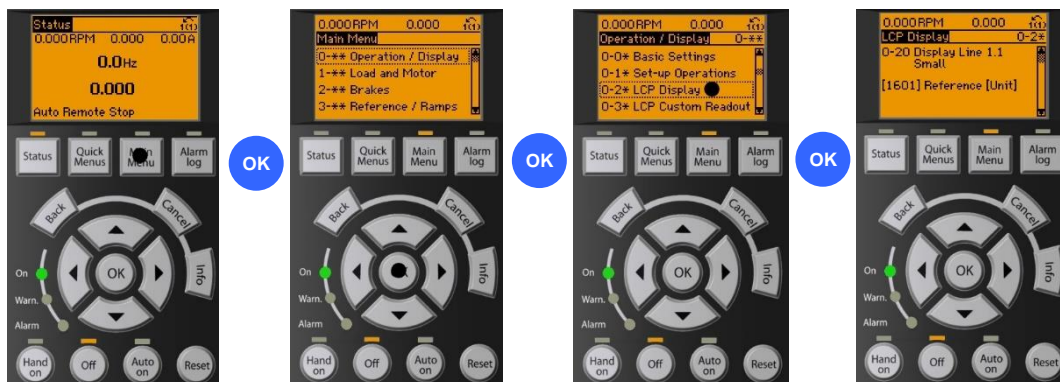 Status
1(1)
0.000RPM 0.000 0.00A
0.0Hz
0.000
Auto Remote Stop
Status
Quick Menus
Alarm log
Back
Cancel
Info
OK
On
Warn.
Alarm
Hand on
Off
Auto on
Reset
OK
0.000RPM 0.000 1(1)
Main Menu
0-** Operation / Display
1-** Load and Motor
2-** Brakes
3-** Reference / Ramps
Status
Quick Menus
Main Menu
Alarm log
Back
Cancel
Info
On
Warn.
Alarm
Hand on
Off
Auto on
Reset
OK
0.000RPM 0.000 1(1)
Operation / Display 0-**
0-0* Basic Settings
0-1* Set-up Operations
0-2* LCP Display
0-3* LCP Custom Readout
Status
Quick Menus
Main Menu
Alarm log
Back
Cancel
Info
OK
On
Warn.
Alarm
Hand on
Off
Auto on
Reset
OK
0.000RPM 0.000 1(1)
LCP Display 0-2*
0-20 Display Line 1.1
Small
[1601] Reference [Unit]
Status
Quick Menus
Main Menu
Alarm log
Back
Cancel
Info
OK
On
Warn.
Alarm
Hand on
Off
Auto on
Reset